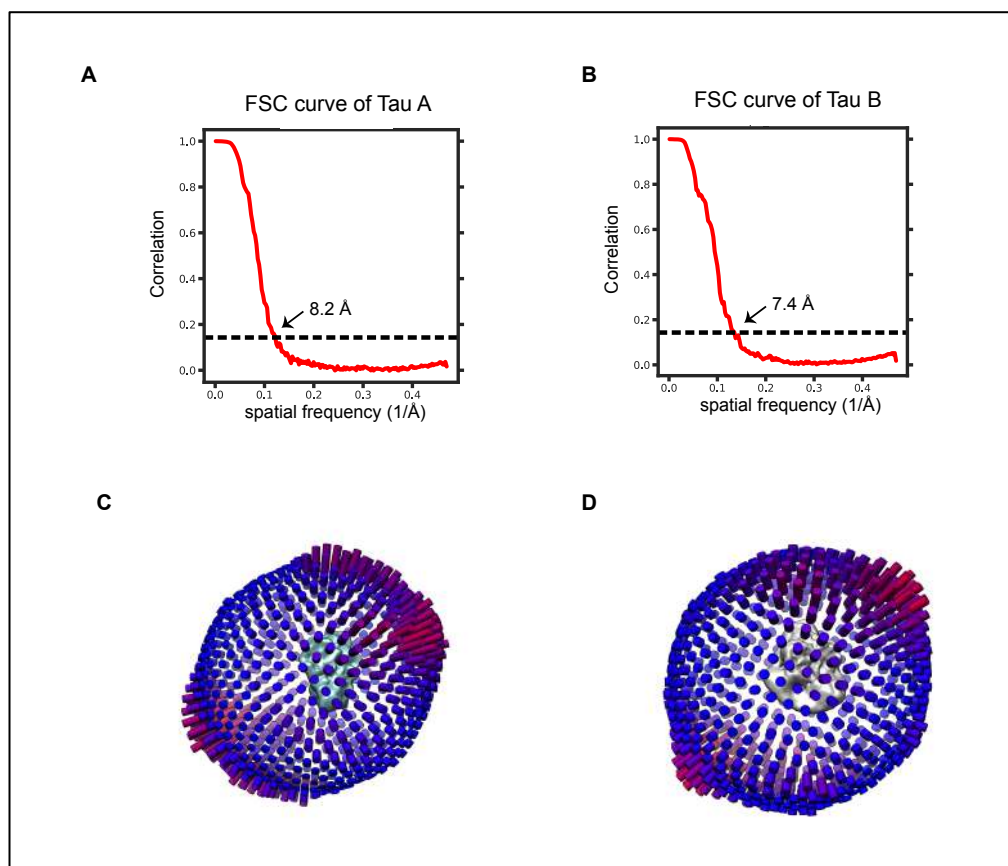 A
B
FSC curve of Tau A
FSC curve of Tau B
1.0
0.8
0.6
0.4
0.2
0.0
Correlation
8.2 Å
0.0
0.1
0.2
0.3
0.4
spatial frequency (1/Å)
1.0
0.8
0.6
0.4
0.2
0.0
Correlation
7.4 Å
0.0
0.1
0.2
0.3
0.4
spatial frequency (1/Å)
C
D